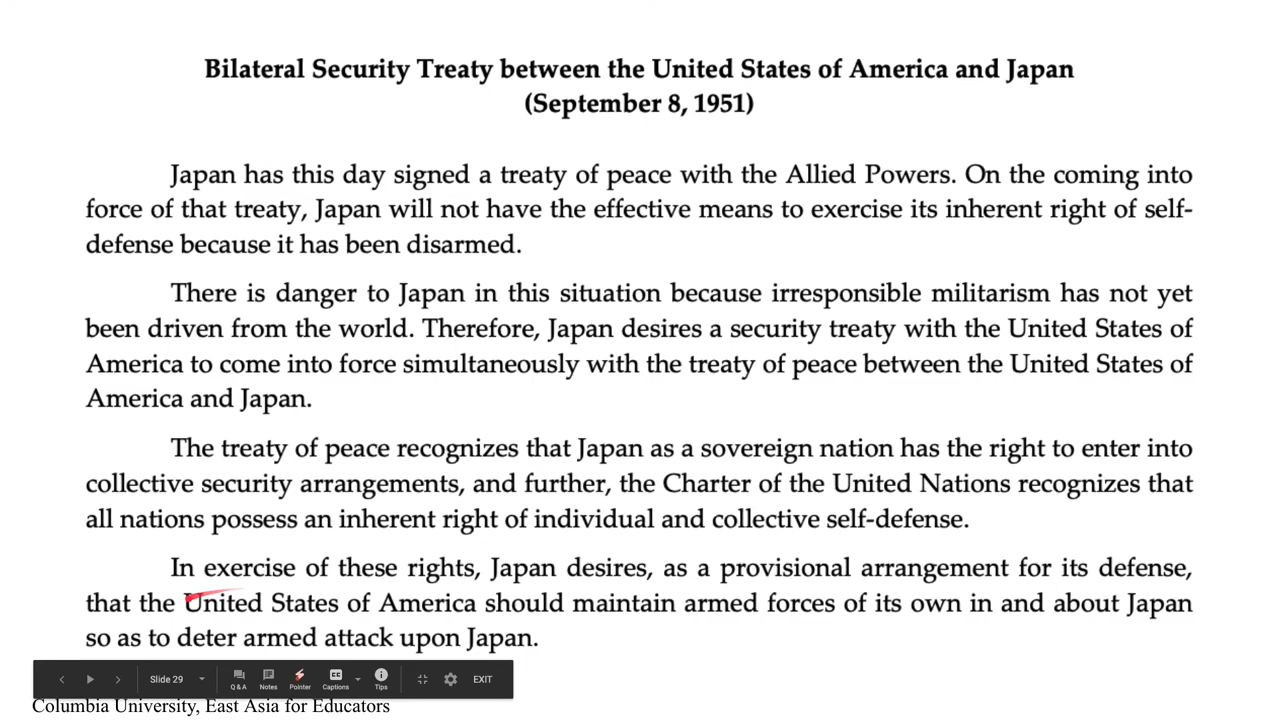 Bilateral Security Treaty between the United States of America and Japan
(September 8, 1951)
Japan has this day signed a treaty of peace with the Allied Powers. On the coming into
force of that treaty, Japan will not have the effective means to exercise its inherent right of self-
defense because it has been disarmed.
There is danger to Japan in this situation because irresponsible militarism has not yet
been driven from the world. Therefore, Japan desires a security treaty with the United States of
America to come into force simultaneously with the treaty of peace between the United States of
America and Japan.
The treaty of peace recognizes that Japan as a sovereign nation has the right to enter into
collective security arrangements, and further, the Charter of the United Nations recognizes that
all nations possess an inherent right of individual and collective self-defense.
In exercise of these rights, Japan desires, as a provisional arrangement for its defense,
that the United States of America should maintain armed forces of its own in and about Japan
so as to deter armed attack upon Japan.
Slide 29 Q&A Notes Pointer CC Captions Tips EXIT
Columbia University, East Asia for Educators